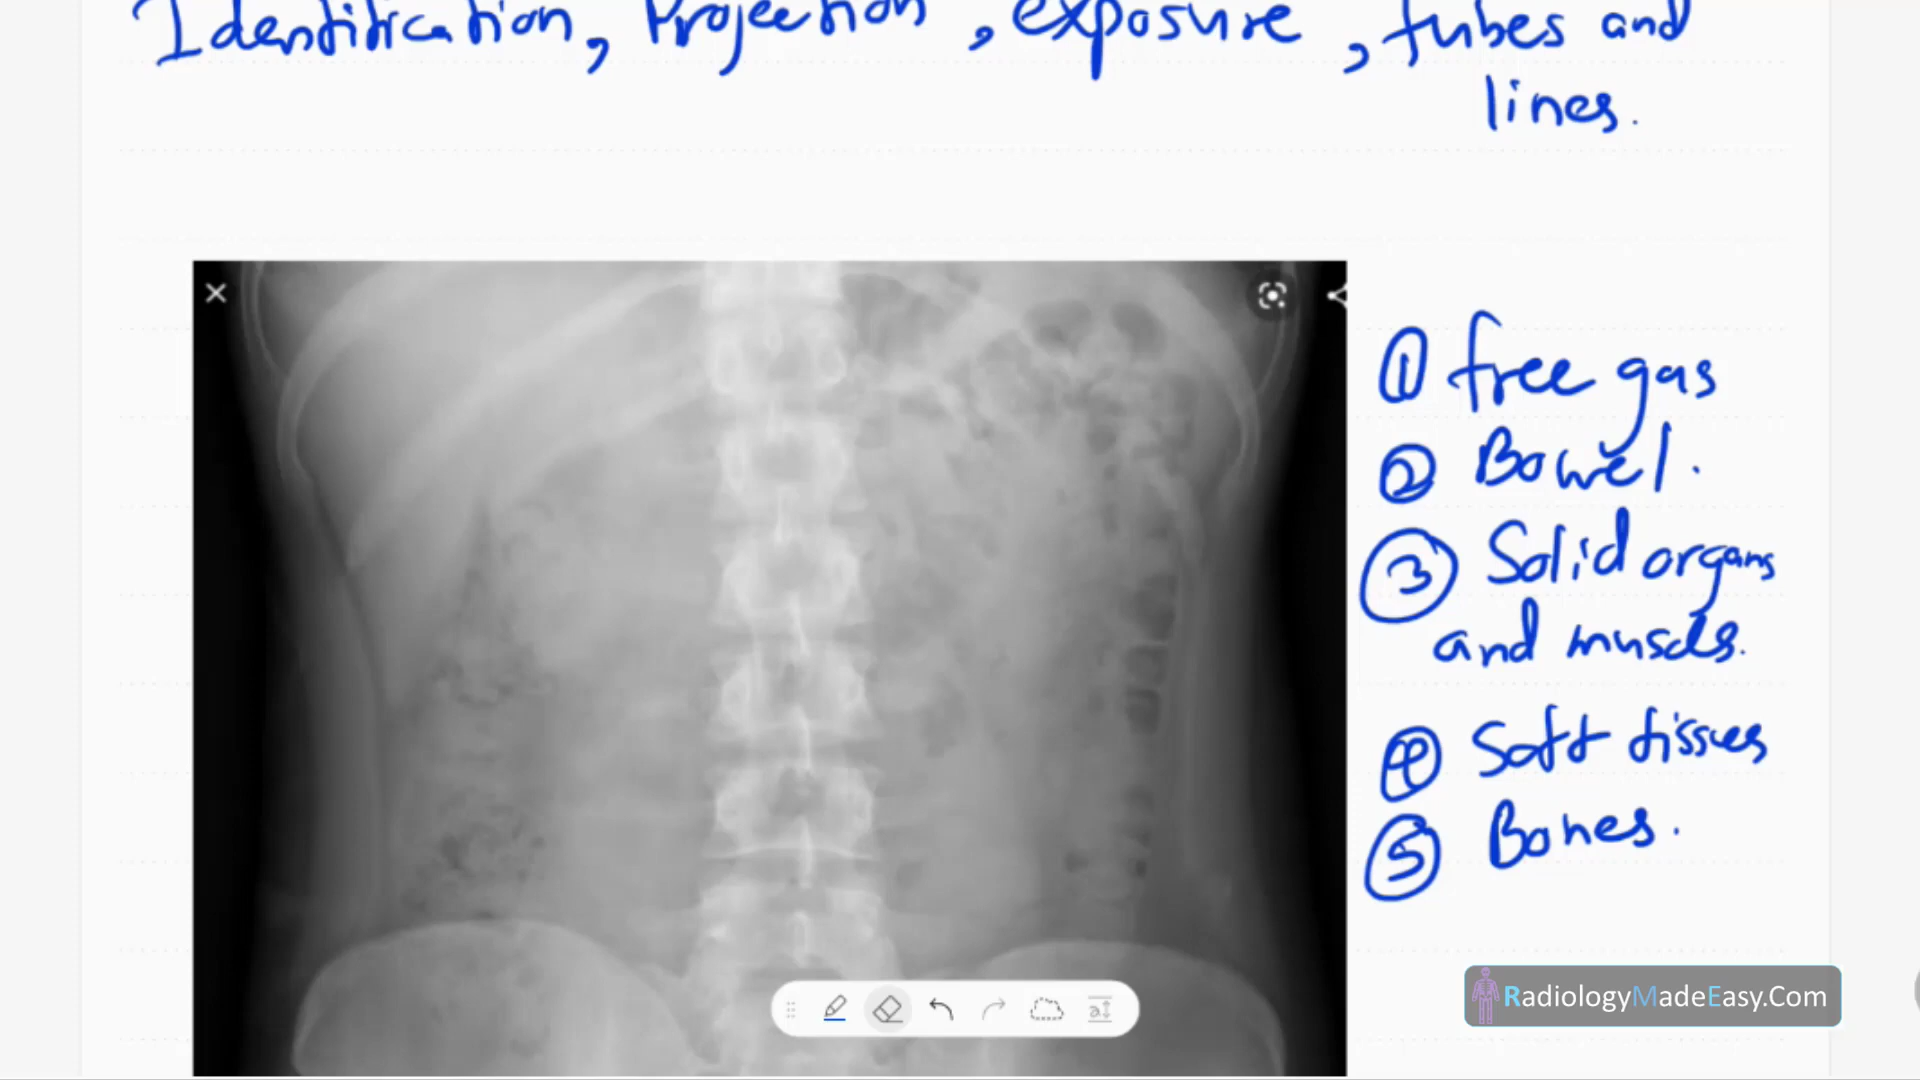 Identification, Projection, exposure, tubes and
lines.
① free gas
② Bowel.
③ Solid organs
and muscles.
④ Soft tissues
⑤ Bones.
RadiologyMadeEasy.Com